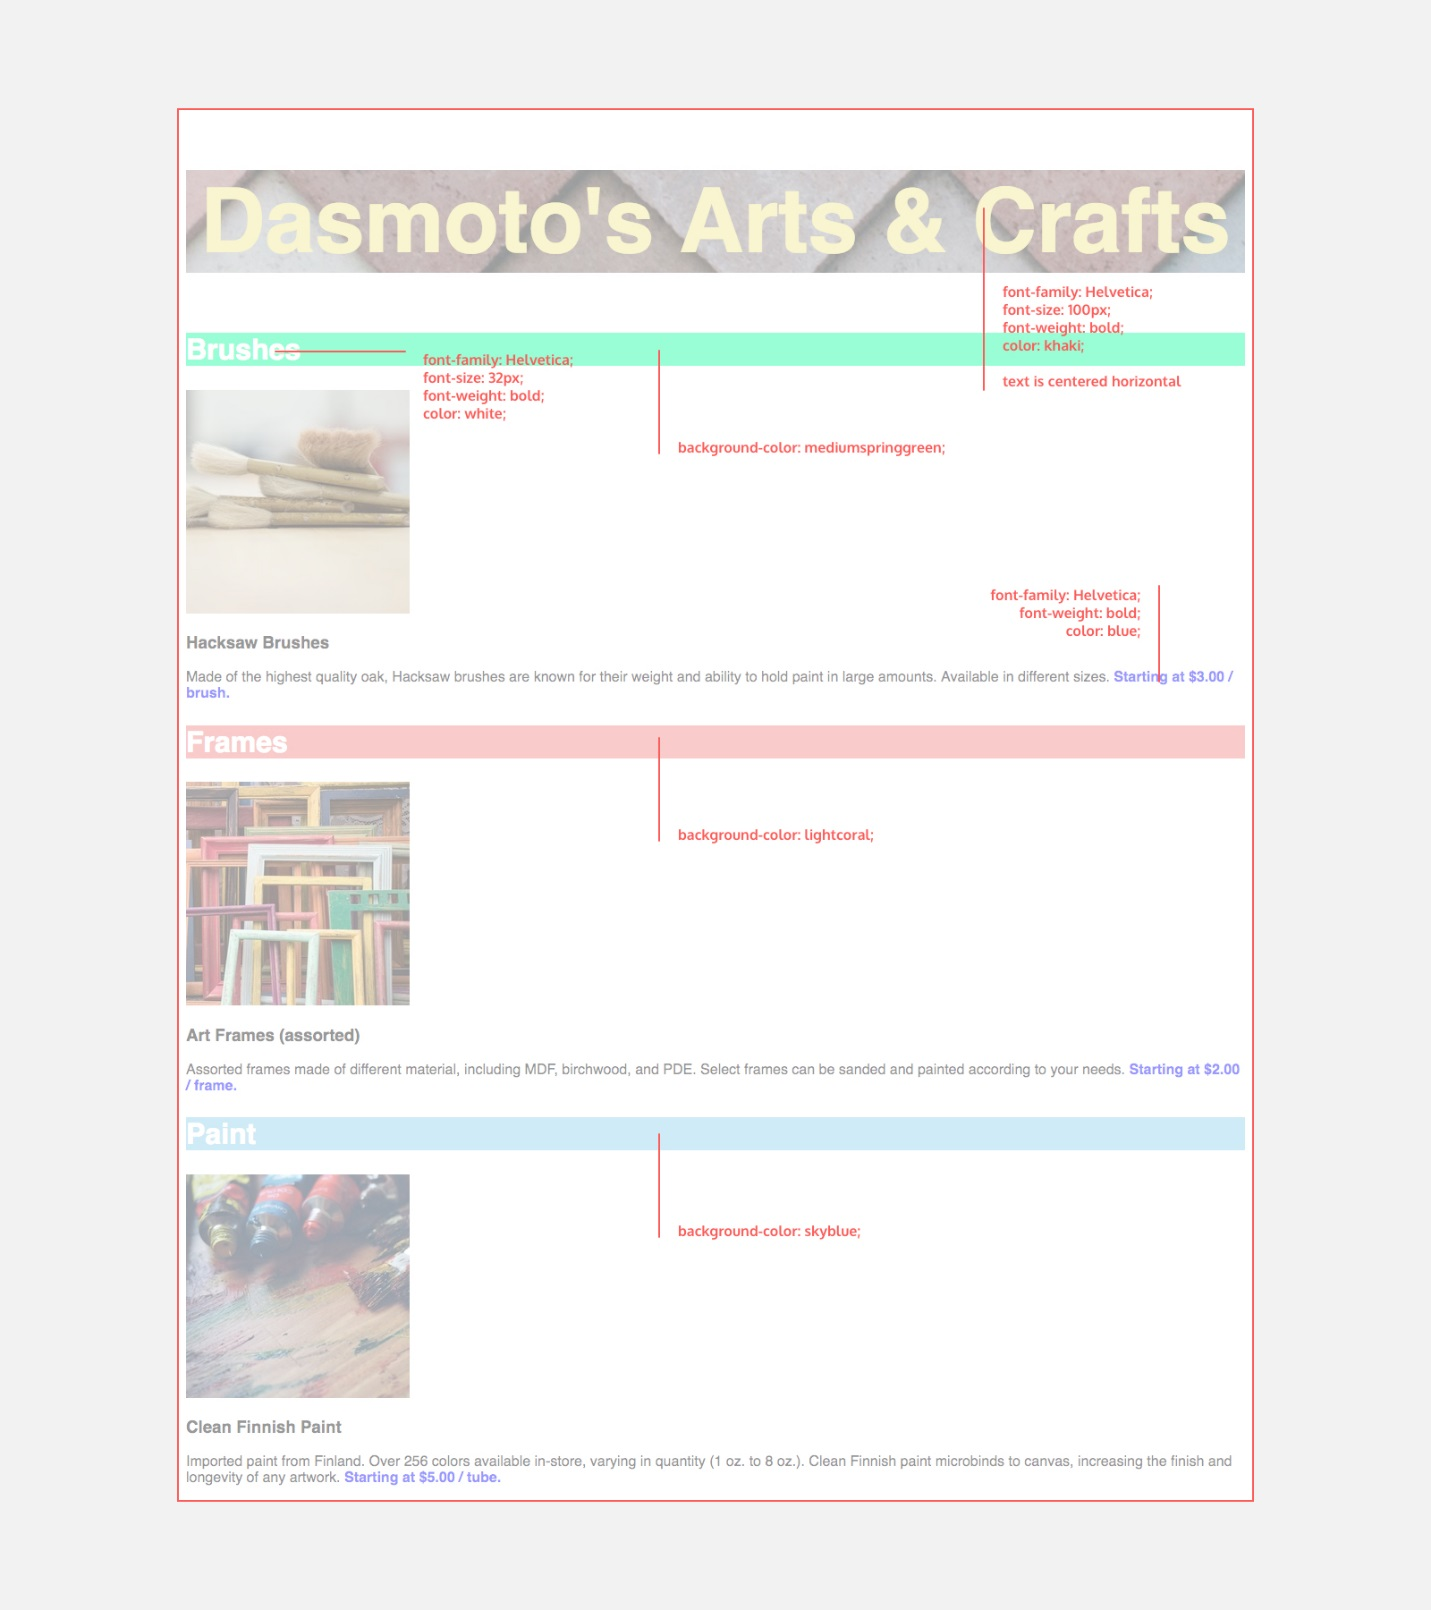 Dasmoto's Arts & Crafts
font-family: Helvetica;
font-size: 100px;
font-weight: bold;
color: khaki;
text is centered horizontal
Brushes
font-family: Helvetica;
font-size: 32px;
font-weight: bold;
color: white;
background-color: mediumspringgreen;
font-family: Helvetica;
font-weight: bold;
color: blue;
Hacksaw Brushes
Made of the highest quality oak, Hacksaw brushes are known for their weight and ability to hold paint in large amounts. Available in different sizes. Starting at $3.00 /
brush.
Frames
background-color: lightcoral;
Art Frames (assorted)
Assorted frames made of different material, including MDF, birchwood, and PDE. Select frames can be sanded and painted according to your needs. Starting at $2.00
/ frame.
Paint
background-color: skyblue;
Clean Finnish Paint
Imported paint from Finland. Over 256 colors available in-store, varying in quantity (1 oz. to 8 oz.). Clean Finnish paint microbinds to canvas, increasing the finish and
longevity of any artwork. Starting at $5.00 / tube.